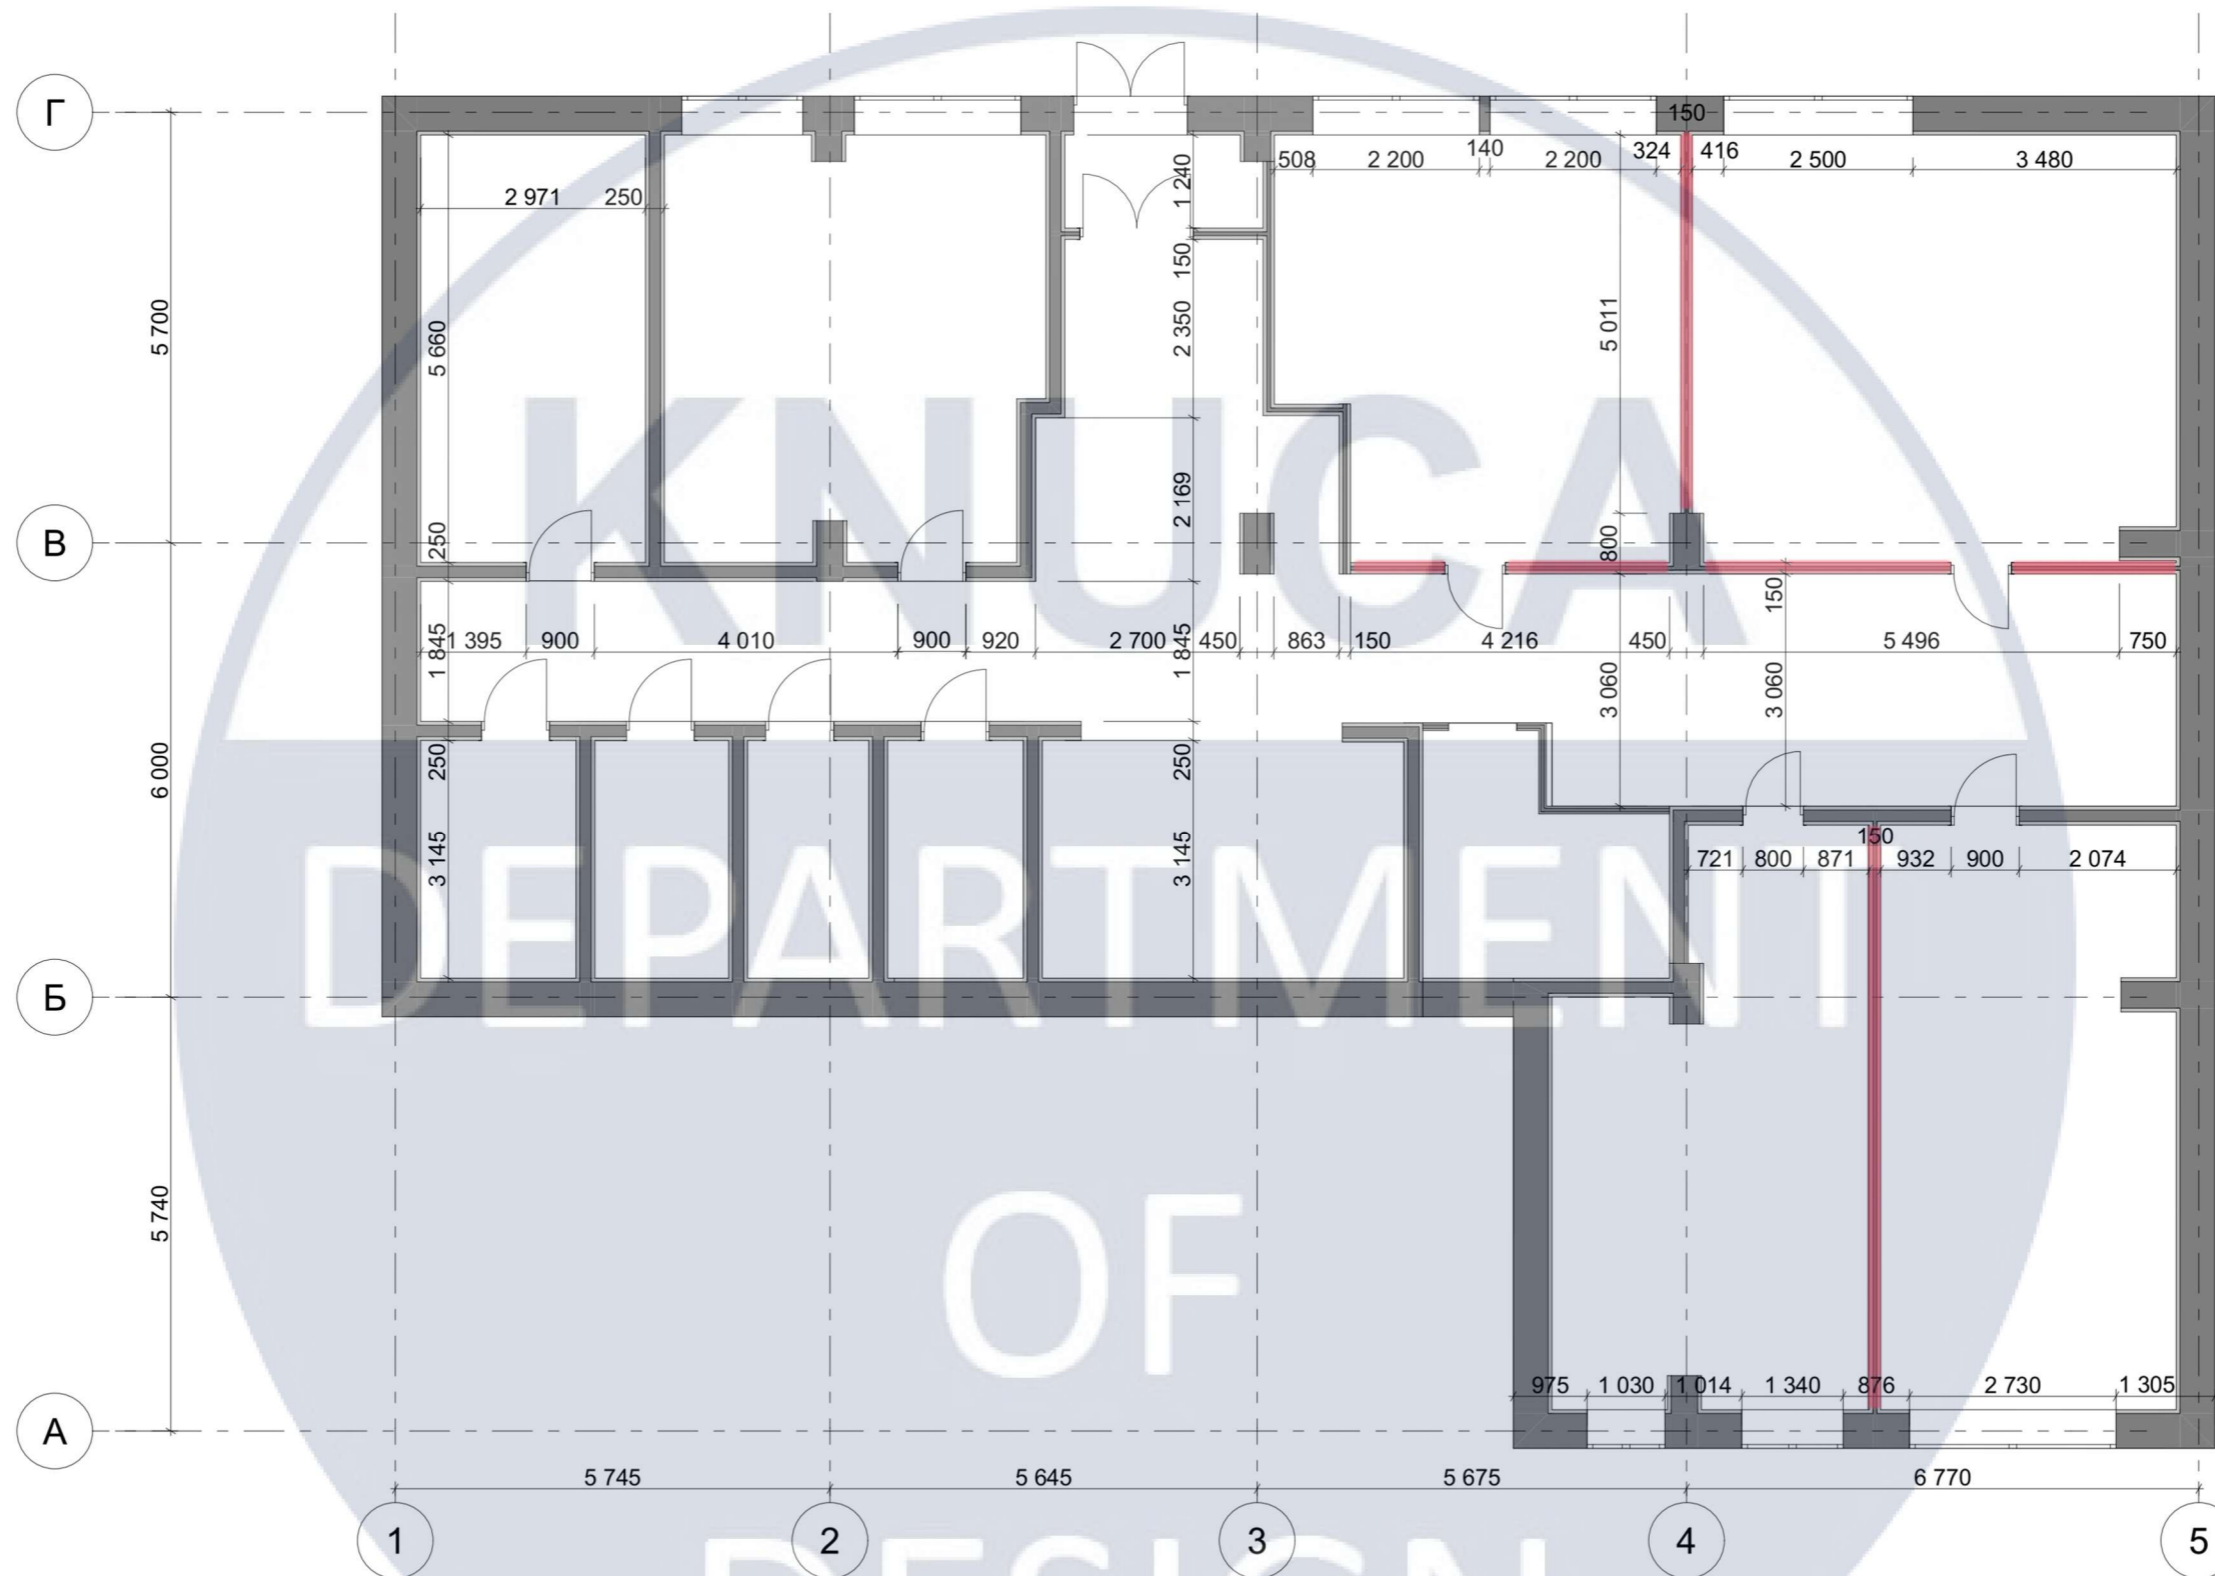 Г
150
508 2 200 140 2 200 324 416 2 500 3 480
1 240
2 971 250
150
5 700
5 660
2 350
5 011
KNUCA
2 169
В
250
800
150
1 395 900 4 010 900 920 2 700 450 863 150 4 216 450 5 496 750
1 845
1 845
3 060
3 060
6 000
250
250
150
3 145
3 145
721 800 871 932 900 2 074
DEPARTMENT
Б
5 740
OF
975 1 030 1 014 1 340 876 2 730 1 305
А
5 745 5 645 5 675 6 770
1 2 3 4 5
DESIGN